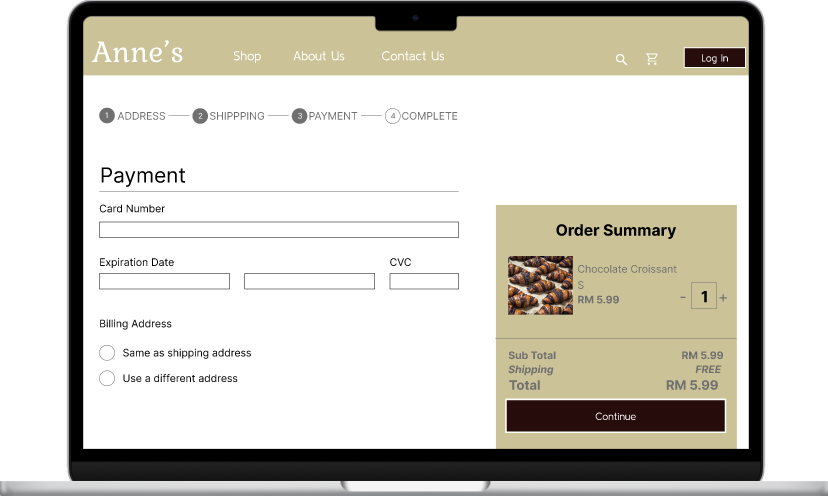 Anne's
Shop About Us Contact Us
Log In
1 ADDRESS 2 SHIPPPING 3 PAYMENT 4 COMPLETE
Payment
Card Number
Expiration Date CVC
Billing Address
Same as shipping address
Use a different address
Order Summary
Chocolate Croissant
S
RM 5.99
- 1 +
Sub Total RM 5.99
Shipping FREE
Total RM 5.99
Continue